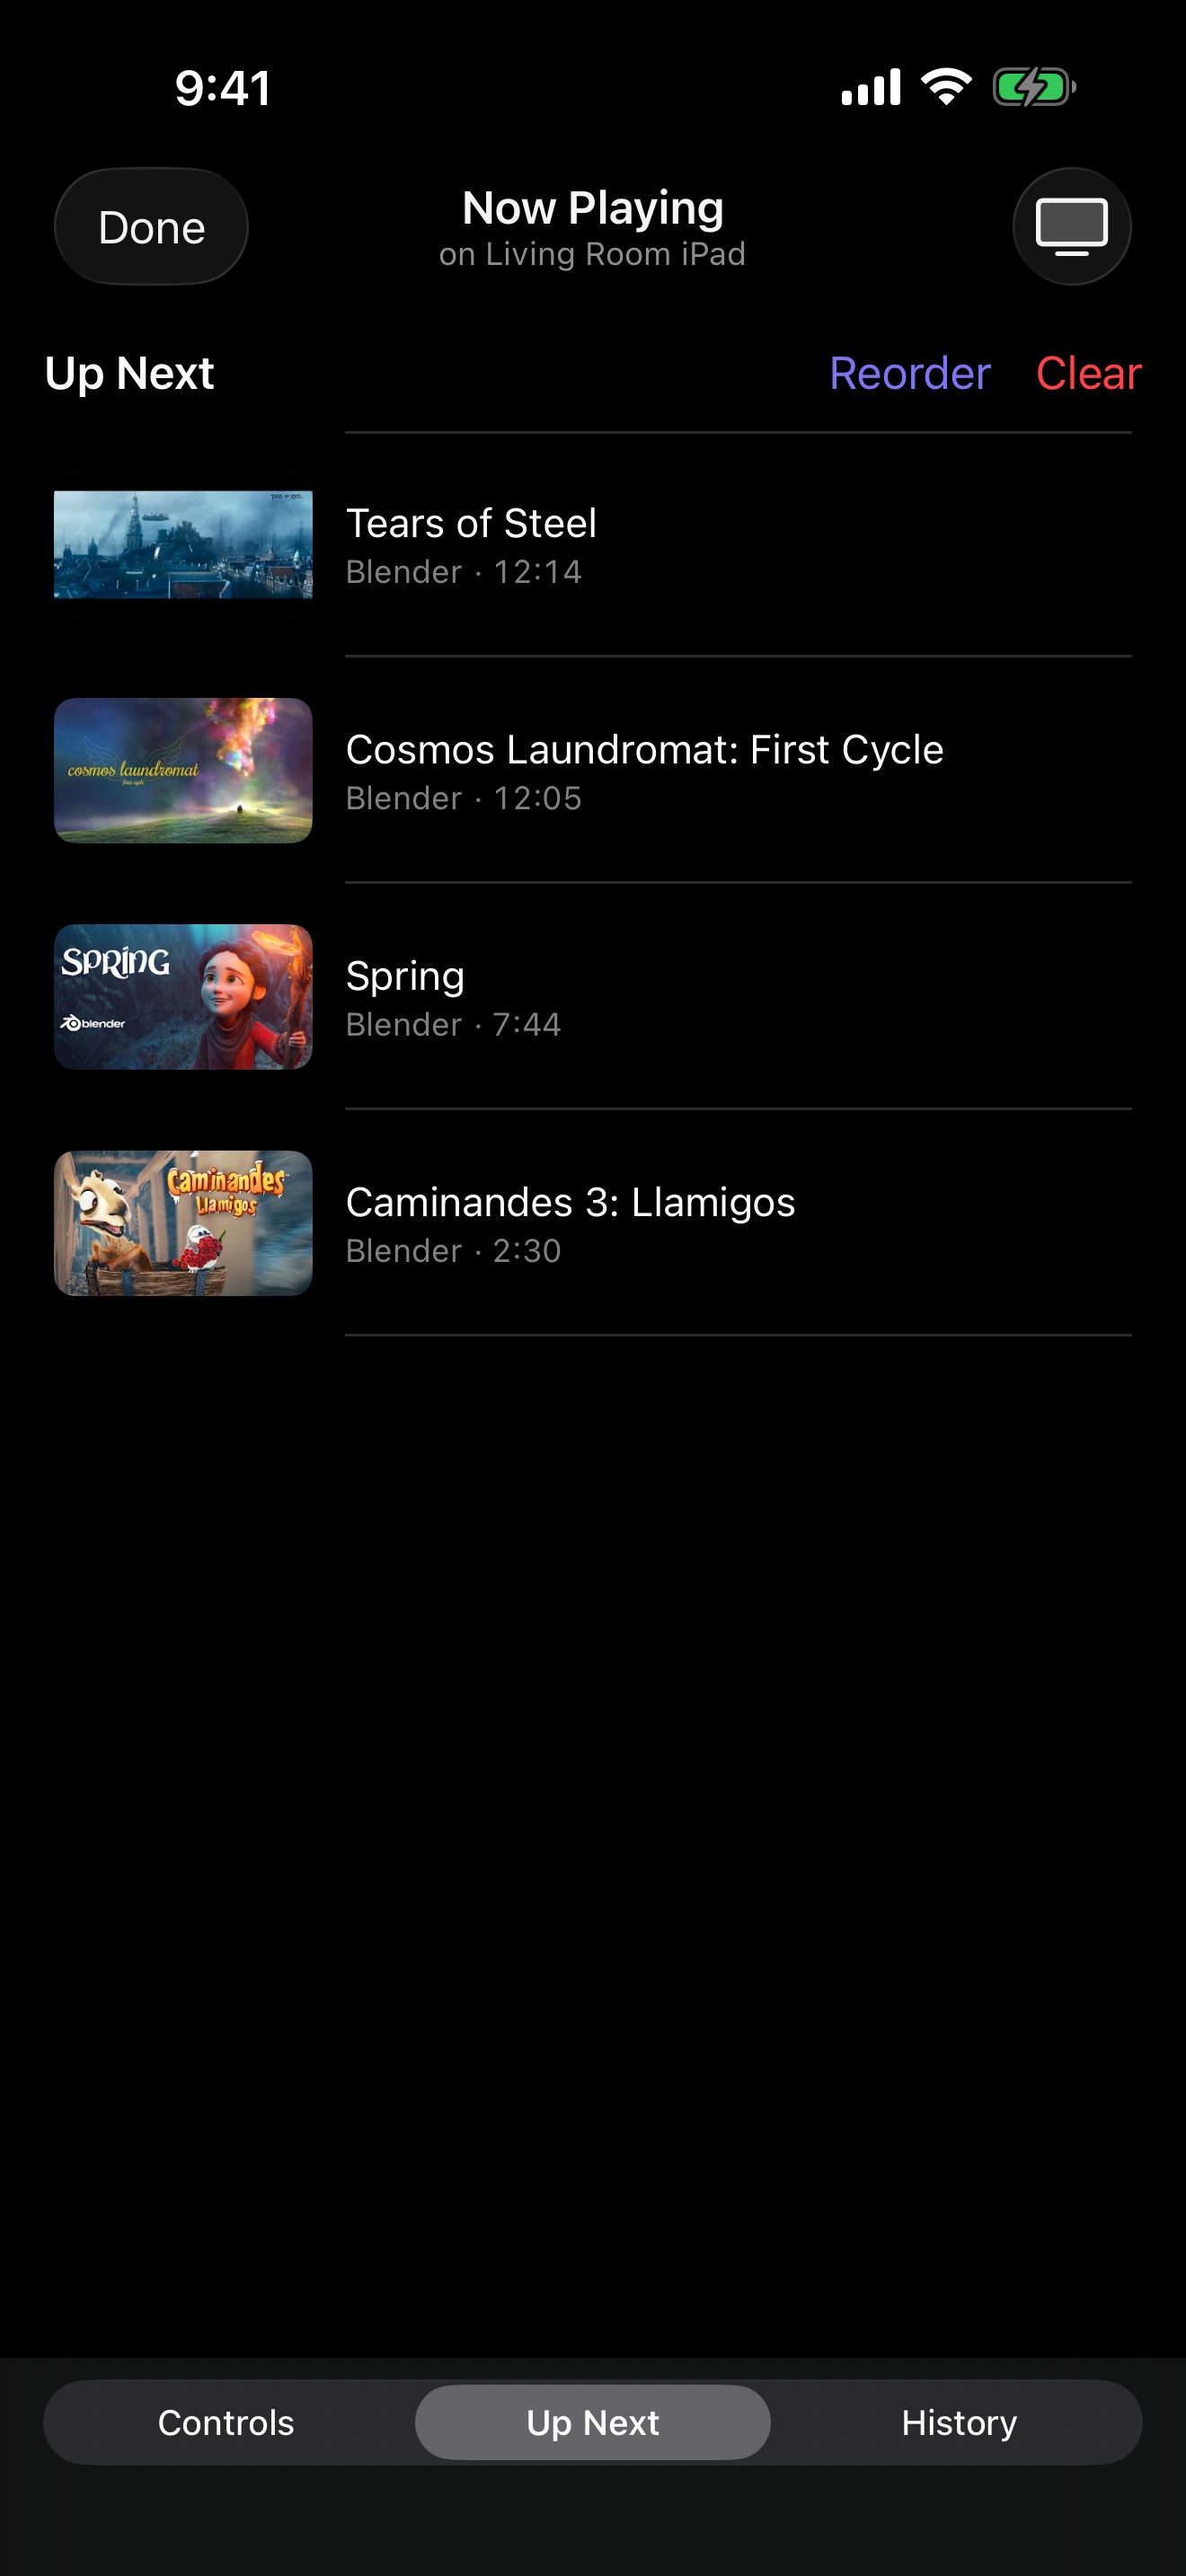 9:41
Done
Now Playing
on Living Room iPad
Up Next
Reorder
Clear
Tears of Steel
Blender · 12:14
cosmos laundromat
first cycle
Cosmos Laundromat: First Cycle
Blender · 12:05
SPRING
blender
Spring
Blender · 7:44
Caminandes
Llamigos
Caminandes 3: Llamigos
Blender · 2:30
Controls
Up Next
History